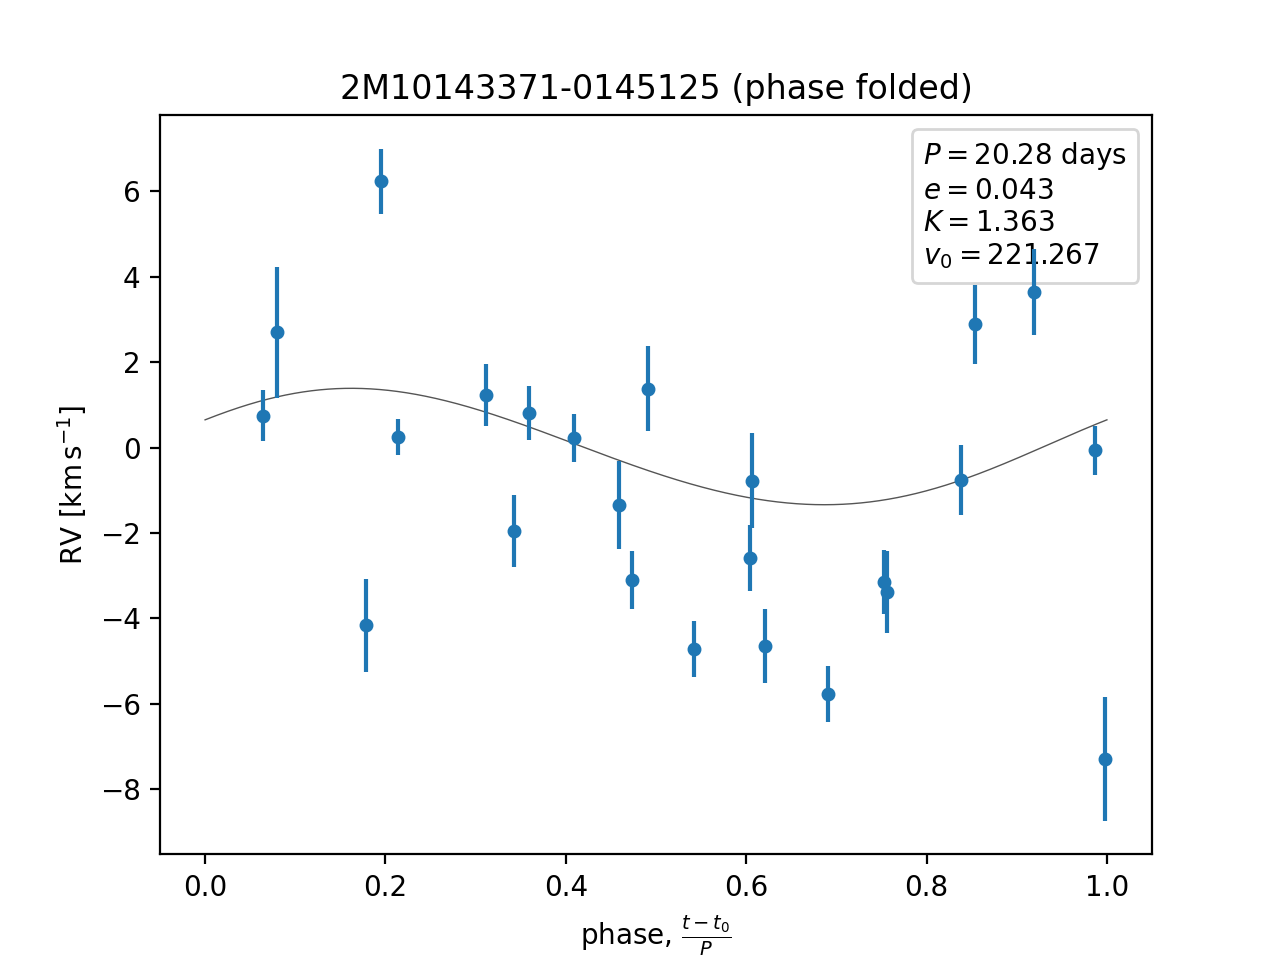 2M10143371-0145125 (phase folded)
P = 20.28 days
e = 0.043
K = 1.363
v₀ = 221.267
RV [km s⁻¹]
6
4
2
0
−2
−4
−6
−8
0.0 0.2 0.4 0.6 0.8 1.0
phase, (t − t₀)/P